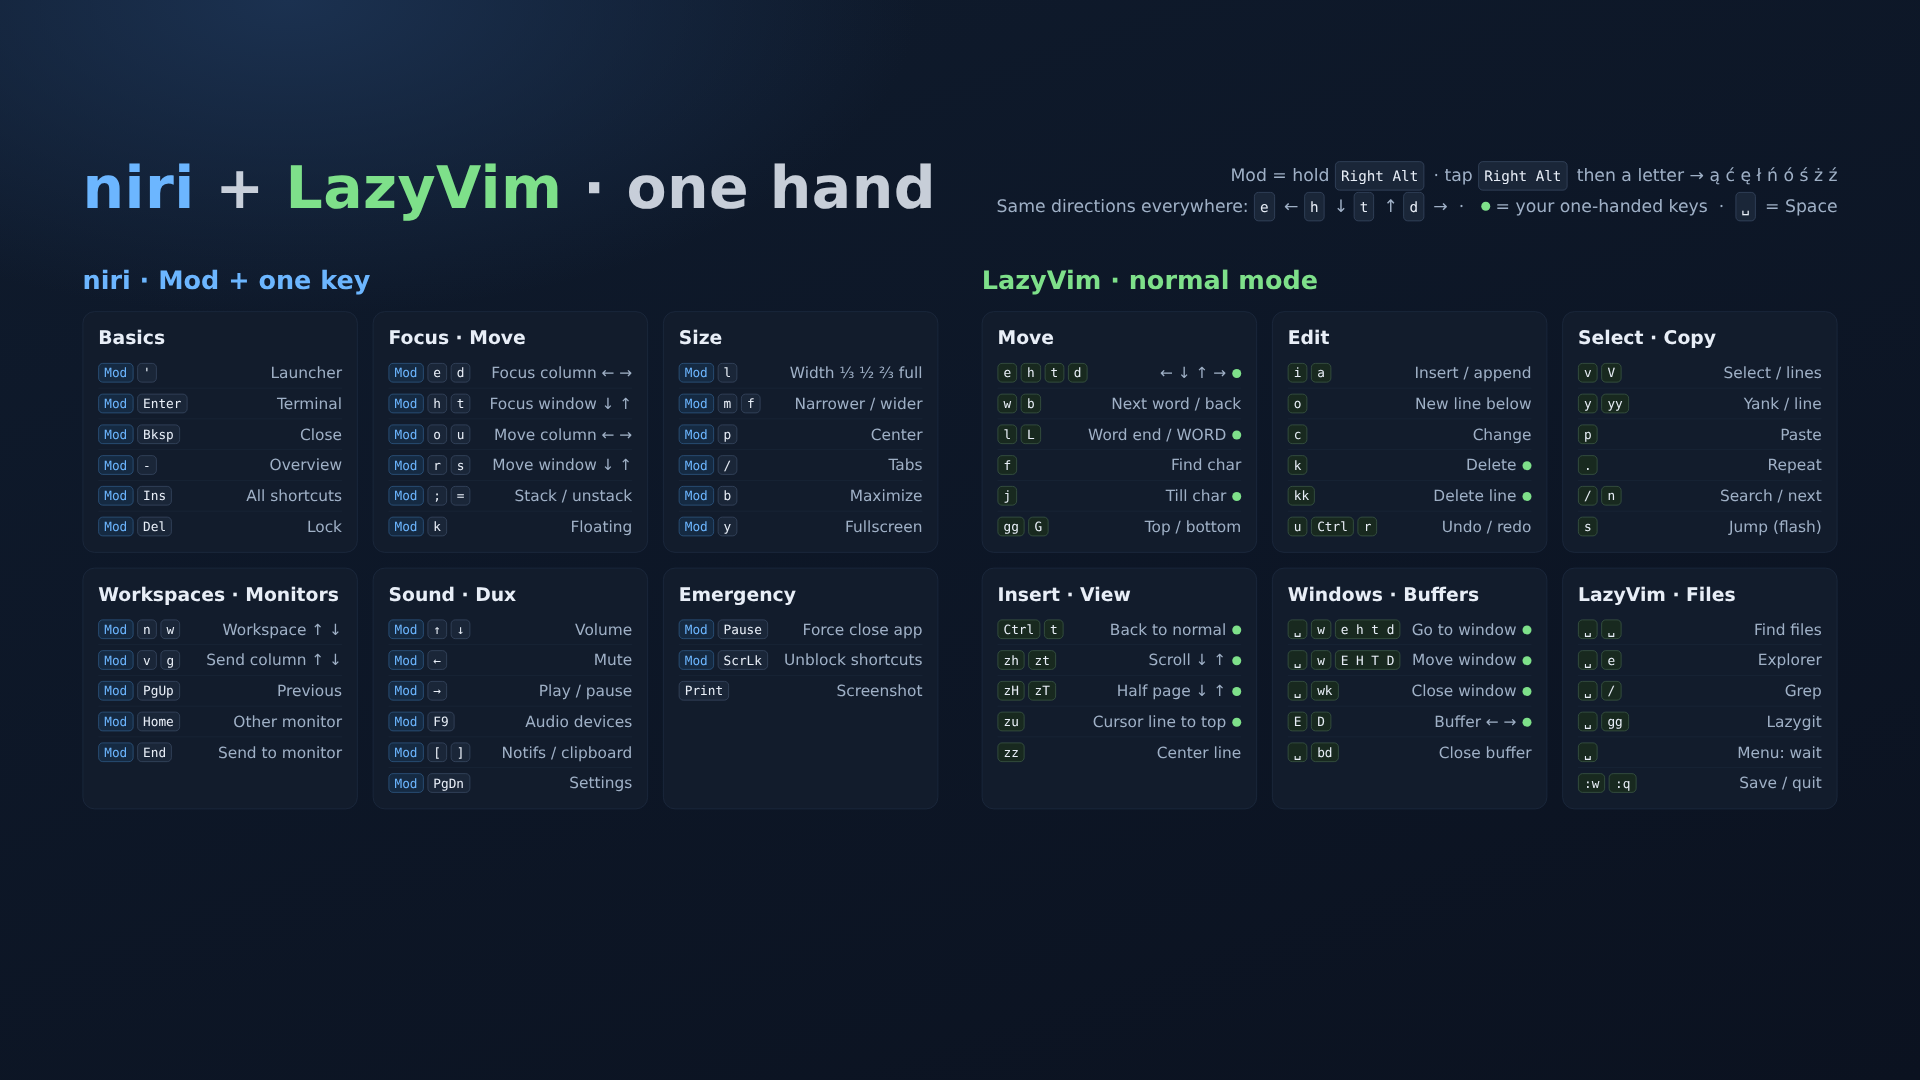 niri + LazyVim · one hand
Mod = hold Right Alt · tap Right Alt then a letter → ą ć ę ł ń ó ś ż ź
Same directions everywhere: e ← h ↓ t ↑ d → · ● = your one-handed keys · ␣ = Space
niri · Mod + one key
Basics
Mod ' Launcher
Mod Enter Terminal
Mod Bksp Close
Mod - Overview
Mod Ins All shortcuts
Mod Del Lock
Focus · Move
Mod e d Focus column ← →
Mod h t Focus window ↓ ↑
Mod o u Move column ← →
Mod r s Move window ↓ ↑
Mod ; = Stack / unstack
Mod k Floating
Size
Mod l Width ⅓ ½ ⅔ full
Mod m f Narrower / wider
Mod p Center
Mod / Tabs
Mod b Maximize
Mod y Fullscreen
Workspaces · Monitors
Mod n w Workspace ↑ ↓
Mod v g Send column ↑ ↓
Mod PgUp Previous
Mod Home Other monitor
Mod End Send to monitor
Sound · Dux
Mod ↑ ↓ Volume
Mod ← Mute
Mod → Play / pause
Mod F9 Audio devices
Mod [ ] Notifs / clipboard
Mod PgDn Settings
Emergency
Mod Pause Force close app
Mod ScrLk Unblock shortcuts
Print Screenshot
LazyVim · normal mode
Move
e h t d ← ↓ ↑ → ●
w b Next word / back
l L Word end / WORD ●
f Find char
j Till char ●
gg G Top / bottom
Edit
i a Insert / append
o New line below
c Change
k Delete ●
kk Delete line ●
u Ctrl r Undo / redo
Select · Copy
v V Select / lines
y yy Yank / line
p Paste
. Repeat
/ n Search / next
s Jump (flash)
Insert · View
Ctrl t Back to normal ●
zh zt Scroll ↓ ↑ ●
zH zT Half page ↓ ↑ ●
zu Cursor line to top ●
zz Center line
Windows · Buffers
␣ w e h t d Go to window ●
␣ w E H T D Move window ●
␣ wk Close window ●
E D Buffer ← → ●
␣ bd Close buffer
LazyVim · Files
␣ ␣ Find files
␣ e Explorer
␣ / Grep
␣ gg Lazygit
␣ Menu: wait
:w :q Save / quit